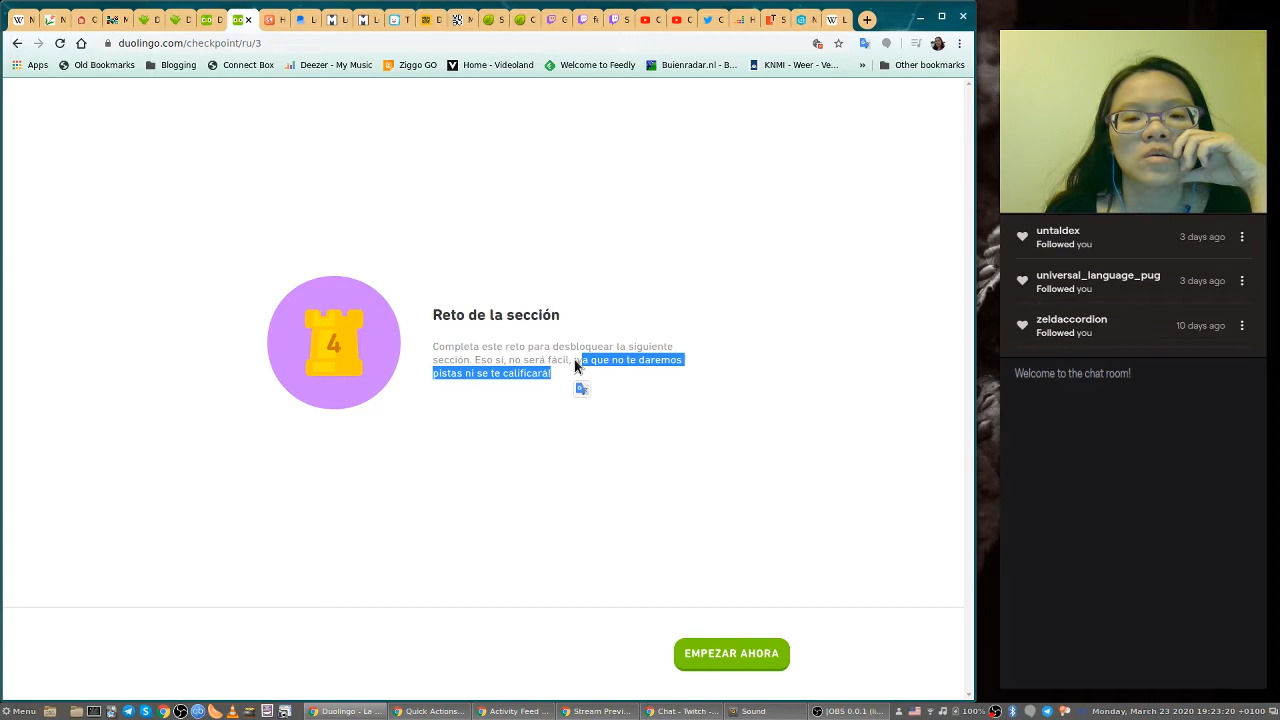 duolingo.com/checkpoint/ru/3
Apps
Old Bookmarks
Blogging
Connect Box
Deezer - My Music
Ziggo GO
Home - Videoland
Welcome to Feedly
Buienradar.nl - B...
KNMI - Weer - Ve...
»
Other bookmarks
4
Reto de la sección
Completa este reto para desbloquear la siguiente
sección. Eso sí, no será fácil, ¡ya que no te daremos
pistas ni se te calificará!
EMPEZAR AHORA
untaldex
Followed you
3 days ago
universal_language_pug
Followed you
3 days ago
zeldaccordion
Followed you
10 days ago
Welcome to the chat room!
Menu
Duolingo - La ...
Quick Actions...
Activity Feed ...
Stream Previ...
Chat - Twitch -...
Sound
100%
Monday, March 23 2020 19:23:20 +0100